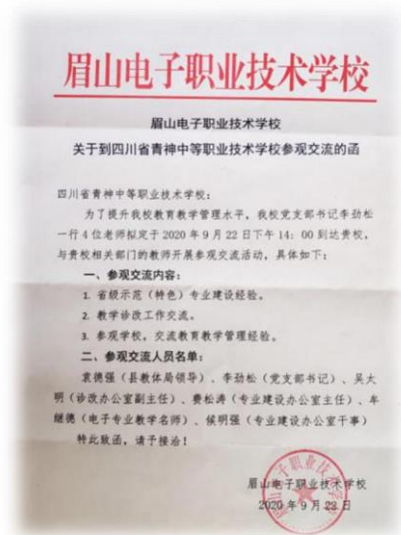 眉山电子职业技术学校
眉山电子职业技术学校
关于到四川省青神中等职业技术学校参观交流的函
四川省青神中等职业技术学校：
为了提升我校教育教学管理水平，我校党支部书记李劲松
一行4位老师拟定于2020年9月22日下午14：00到达贵校，
与贵校相关部门的教师开展参观交流活动，具体如下：
一、参观交流内容：
1. 省级示范（特色）专业建设经验。
2. 教学诊改工作交流。
3. 参观学校，交流教育教学管理经验。
二、参观交流人员名单：
袁德强（县教体局领导）、李劲松（党支部书记）、吴大
明（诊改办公室副主任）、费松涛（专业建设办公室主任）、牟
继德（电子专业教学名师）、侯明强（专业建设办公室干事）
特此致函，请予接洽！
眉山电子职业技术学校
2020年9月22日